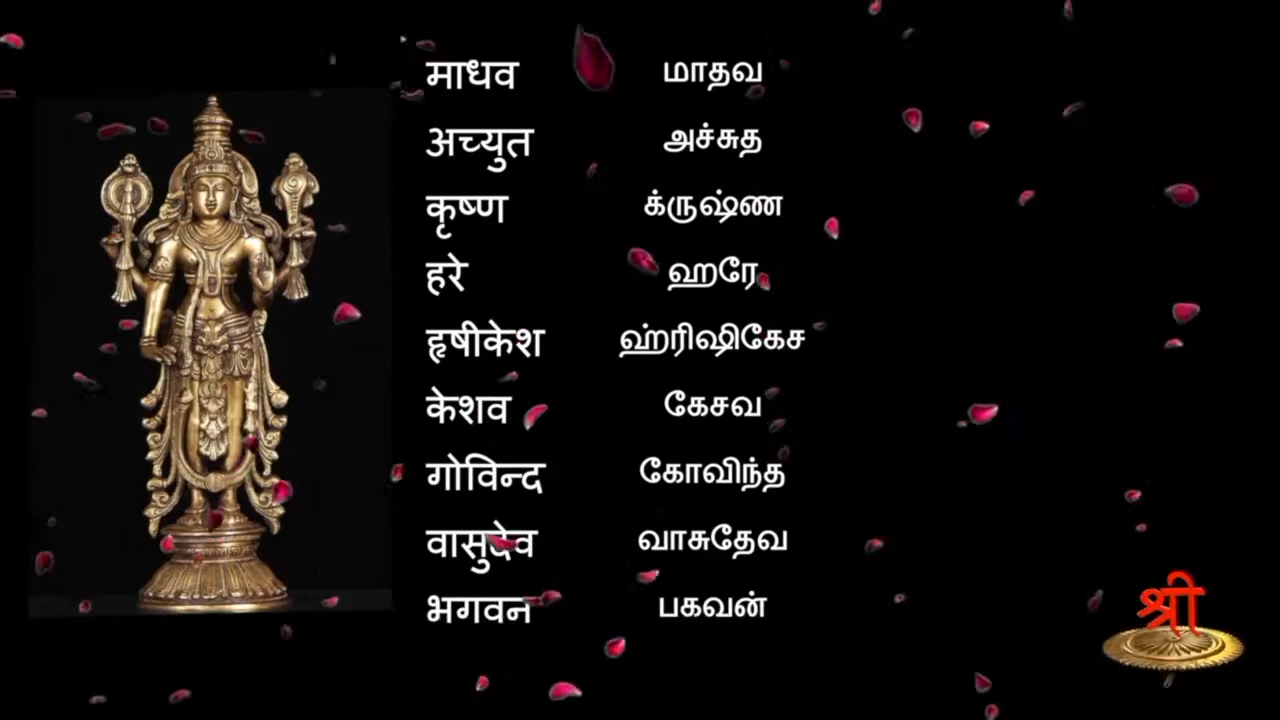 माधव மாதவ
अच्युत அச்சுத
कृष्ण க்ருஷ்ண
हरे ஹரே
हृषीकेश ஹ்ரிஷிகேச
केशव கேசவ
गोविन्द கோவிந்த
वासुदेव வாசுதேவ
भगवन பகவன்
श्री